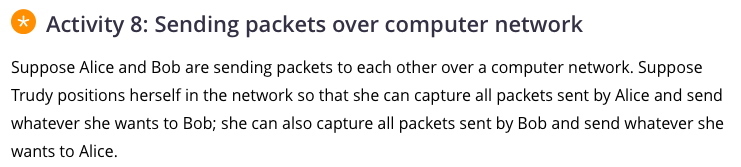 Activity 8: Sending packets over computer network
Suppose Alice and Bob are sending packets to each other over a computer network. Suppose
Trudy positions herself in the network so that she can capture all packets sent by Alice and send
whatever she wants to Bob; she can also capture all packets sent by Bob and send whatever she
wants to Alice.